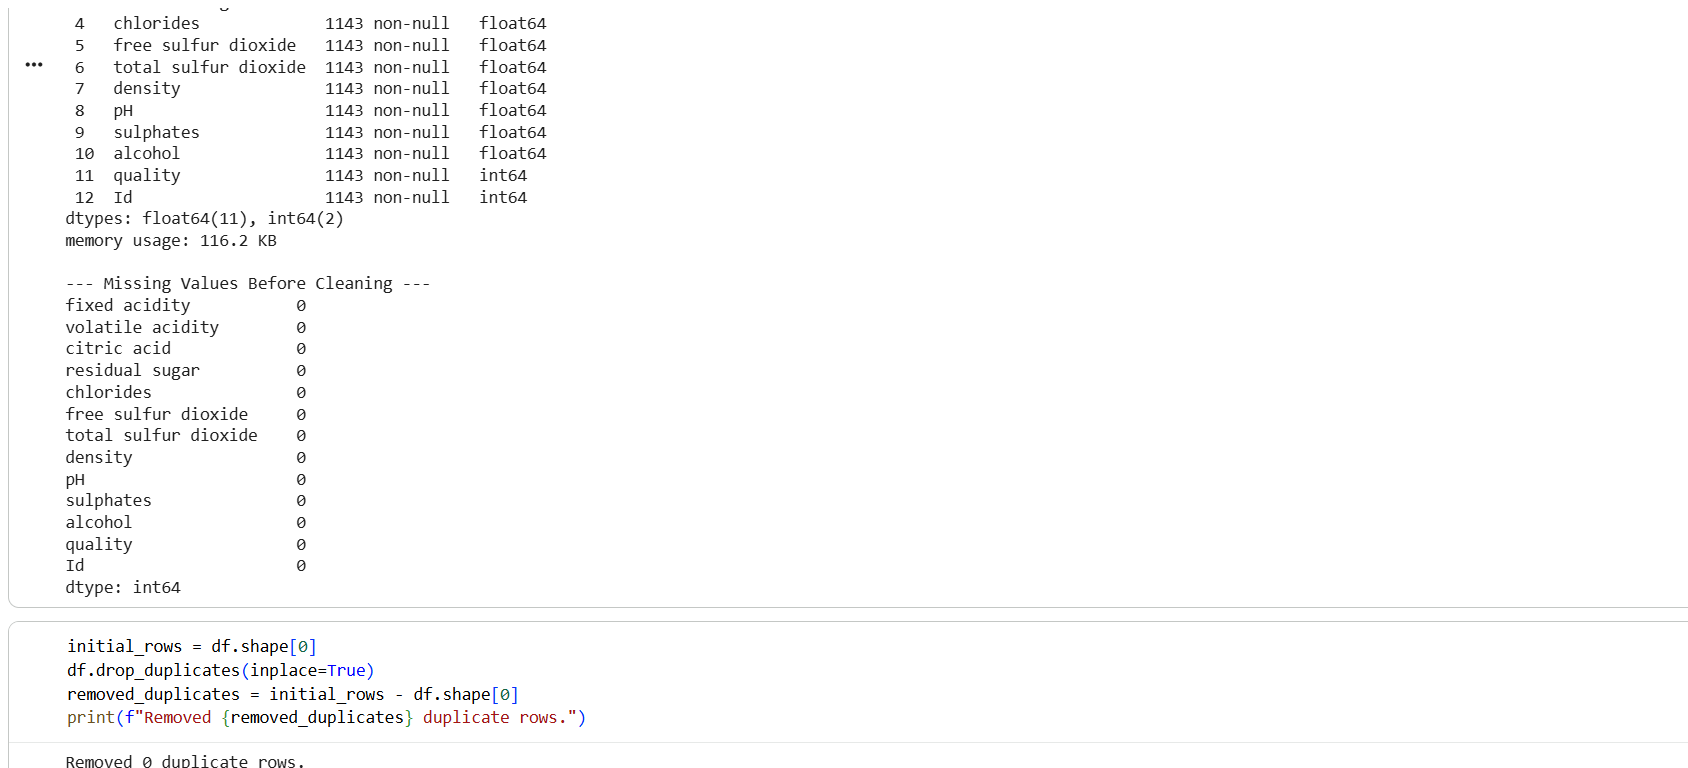 4 chlorides 1143 non-null float64
5 free sulfur dioxide 1143 non-null float64
6 total sulfur dioxide 1143 non-null float64
7 density 1143 non-null float64
8 pH 1143 non-null float64
9 sulphates 1143 non-null float64
10 alcohol 1143 non-null float64
11 quality 1143 non-null int64
12 Id 1143 non-null int64
dtypes: float64(11), int64(2)
memory usage: 116.2 KB
--- Missing Values Before Cleaning ---
fixed acidity 0
volatile acidity 0
citric acid 0
residual sugar 0
chlorides 0
free sulfur dioxide 0
total sulfur dioxide 0
density 0
pH 0
sulphates 0
alcohol 0
quality 0
Id 0
dtype: int64
initial_rows = df.shape[0]
df.drop_duplicates(inplace=True)
removed_duplicates = initial_rows - df.shape[0]
print(f"Removed {removed_duplicates} duplicate rows.")
Removed 0 duplicate rows.